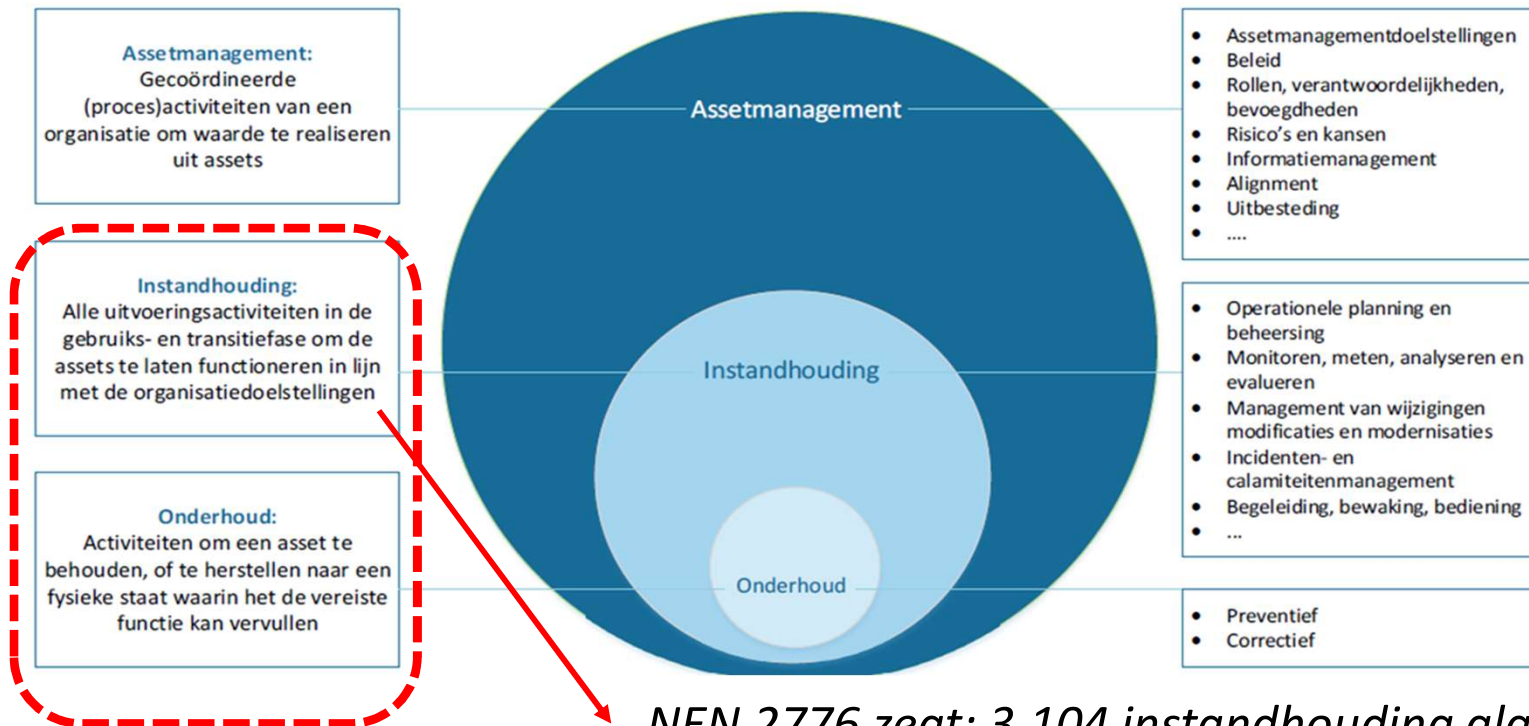 Assetmanagement:
Gecoördineerde
(proces)activiteiten van een
organisatie om waarde te realiseren
uit assets
Instandhouding:
Alle uitvoeringsactiviteiten in de
gebruiks- en transitiefase om de
assets te laten functioneren in lijn
met de organisatiedoelstellingen
Onderhoud:
Activiteiten om een asset te
behouden, of te herstellen naar een
fysieke staat waarin het de vereiste
functie kan vervullen
Assetmanagement
Instandhouding
Onderhoud
• Assetmanagementdoelstellingen
• Beleid
• Rollen, verantwoordelijkheden,
bevoegdheden
• Risico's en kansen
• Informatiemanagement
• Alignment
• Uitbesteding
• ....
• Operationele planning en
beheersing
• Monitoren, meten, analyseren en
evalueren
• Management van wijzigingen
modificaties en modernisaties
• Incidenten- en
calamiteitenmanagement
• Begeleiding, bewaking, bediening
• ...
• Preventief
• Correctief
NEN 2776 zegt: 3.104 instandhouding als